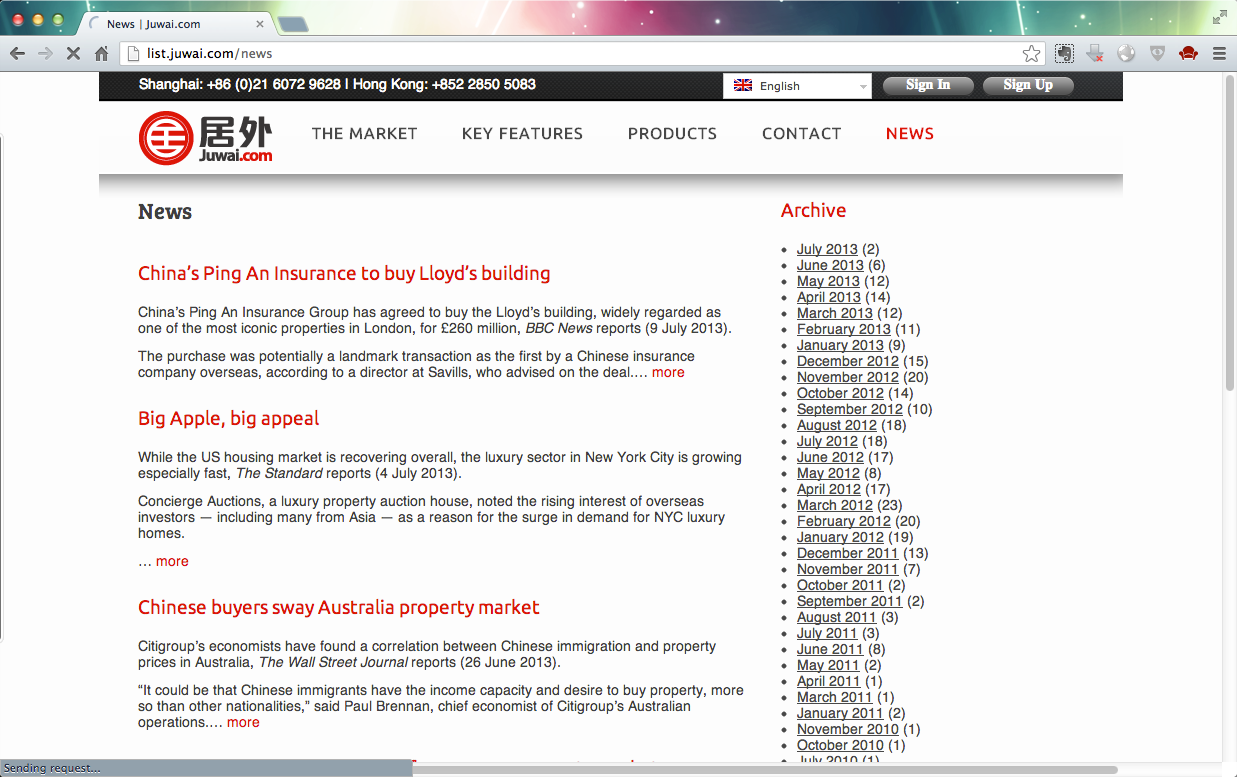 News | Juwai.com
list.juwai.com/news
Shanghai: +86 (0)21 6072 9628 | Hong Kong: +852 2850 5083
English
Sign In
Sign Up
居外
Juwai.com
THE MARKET
KEY FEATURES
PRODUCTS
CONTACT
NEWS
News
China’s Ping An Insurance to buy Lloyd’s building
China’s Ping An Insurance Group has agreed to buy the Lloyd’s building, widely regarded as
one of the most iconic properties in London, for £260 million, BBC News reports (9 July 2013).
The purchase was potentially a landmark transaction as the first by a Chinese insurance
company overseas, according to a director at Savills, who advised on the deal.… more
Big Apple, big appeal
While the US housing market is recovering overall, the luxury sector in New York City is growing
especially fast, The Standard reports (4 July 2013).
Concierge Auctions, a luxury property auction house, noted the rising interest of overseas
investors — including many from Asia — as a reason for the surge in demand for NYC luxury
homes.
… more
Chinese buyers sway Australia property market
Citigroup’s economists have found a correlation between Chinese immigration and property
prices in Australia, The Wall Street Journal reports (26 June 2013).
“It could be that Chinese immigrants have the income capacity and desire to buy property, more
so than other nationalities,” said Paul Brennan, chief economist of Citigroup’s Australian
operations.… more
Archive
July 2013 (2)
June 2013 (6)
May 2013 (12)
April 2013 (14)
March 2013 (12)
February 2013 (11)
January 2013 (9)
December 2012 (15)
November 2012 (20)
October 2012 (14)
September 2012 (10)
August 2012 (18)
July 2012 (18)
June 2012 (17)
May 2012 (8)
April 2012 (17)
March 2012 (23)
February 2012 (20)
January 2012 (19)
December 2011 (13)
November 2011 (7)
October 2011 (2)
September 2011 (2)
August 2011 (3)
July 2011 (3)
June 2011 (8)
May 2011 (2)
April 2011 (1)
March 2011 (1)
January 2011 (2)
November 2010 (1)
October 2010 (1)
July 2010 (1)
Sending request...